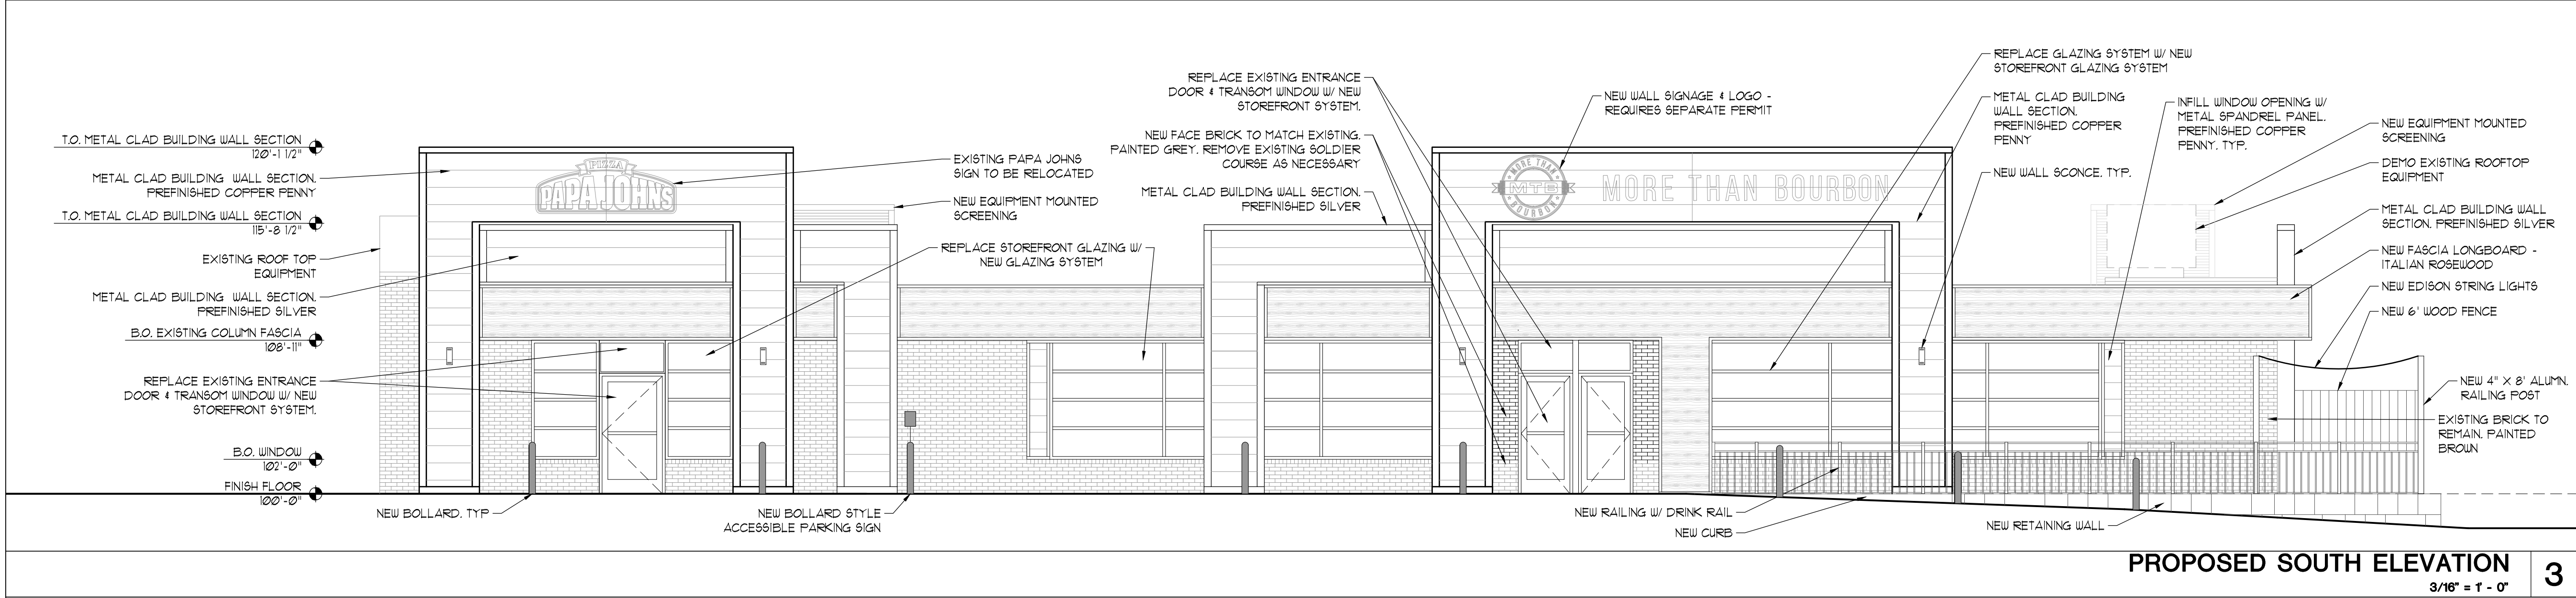 T.O. METAL CLAD BUILDING WALL SECTION
120'-1 1/2"
METAL CLAD BUILDING WALL SECTION,
PREFINISHED COPPER PENNY
T.O. METAL CLAD BUILDING WALL SECTION
115'-8 1/2"
EXISTING ROOF TOP
EQUIPMENT
METAL CLAD BUILDING WALL SECTION,
PREFINISHED SILVER
B.O. EXISTING COLUMN FASCIA
108'-11"
REPLACE EXISTING ENTRANCE
DOOR & TRANSOM WINDOW W/ NEW
STOREFRONT SYSTEM.
B.O. WINDOW
102'-0"
FINISH FLOOR
100'-0"
NEW BOLLARD, TYP
PIZZA
PAPA JOHNS
EXISTING PAPA JOHNS
SIGN TO BE RELOCATED
NEW EQUIPMENT MOUNTED
SCREENING
REPLACE STOREFRONT GLAZING W/
NEW GLAZING SYSTEM
NEW BOLLARD STYLE
ACCESSIBLE PARKING SIGN
REPLACE EXISTING ENTRANCE
DOOR & TRANSOM WINDOW W/ NEW
STOREFRONT SYSTEM.
NEW FACE BRICK TO MATCH EXISTING,
PAINTED GREY. REMOVE EXISTING SOLDIER
COURSE AS NECESSARY
METAL CLAD BUILDING WALL SECTION,
PREFINISHED SILVER
NEW WALL SIGNAGE & LOGO -
REQUIRES SEPARATE PERMIT
MORE THAN
MTB
BOURBON
MORE THAN BOURBON
REPLACE GLAZING SYSTEM W/ NEW
STOREFRONT GLAZING SYSTEM
METAL CLAD BUILDING
WALL SECTION,
PREFINISHED COPPER
PENNY
NEW WALL SCONCE, TYP.
INFILL WINDOW OPENING W/
METAL SPANDREL PANEL,
PREFINISHED COPPER
PENNY, TYP.
NEW EQUIPMENT MOUNTED
SCREENING
DEMO EXISTING ROOFTOP
EQUIPMENT
METAL CLAD BUILDING WALL
SECTION, PREFINISHED SILVER
NEW FASCIA LONGBOARD -
ITALIAN ROSEWOOD
NEW EDISON STRING LIGHTS
NEW 6' WOOD FENCE
NEW 4" X 8' ALUMN.
RAILING POST
EXISTING BRICK TO
REMAIN, PAINTED
BROWN
NEW RAILING W/ DRINK RAIL
NEW CURB
NEW RETAINING WALL
PROPOSED SOUTH ELEVATION
3/16" = 1' - 0"
3